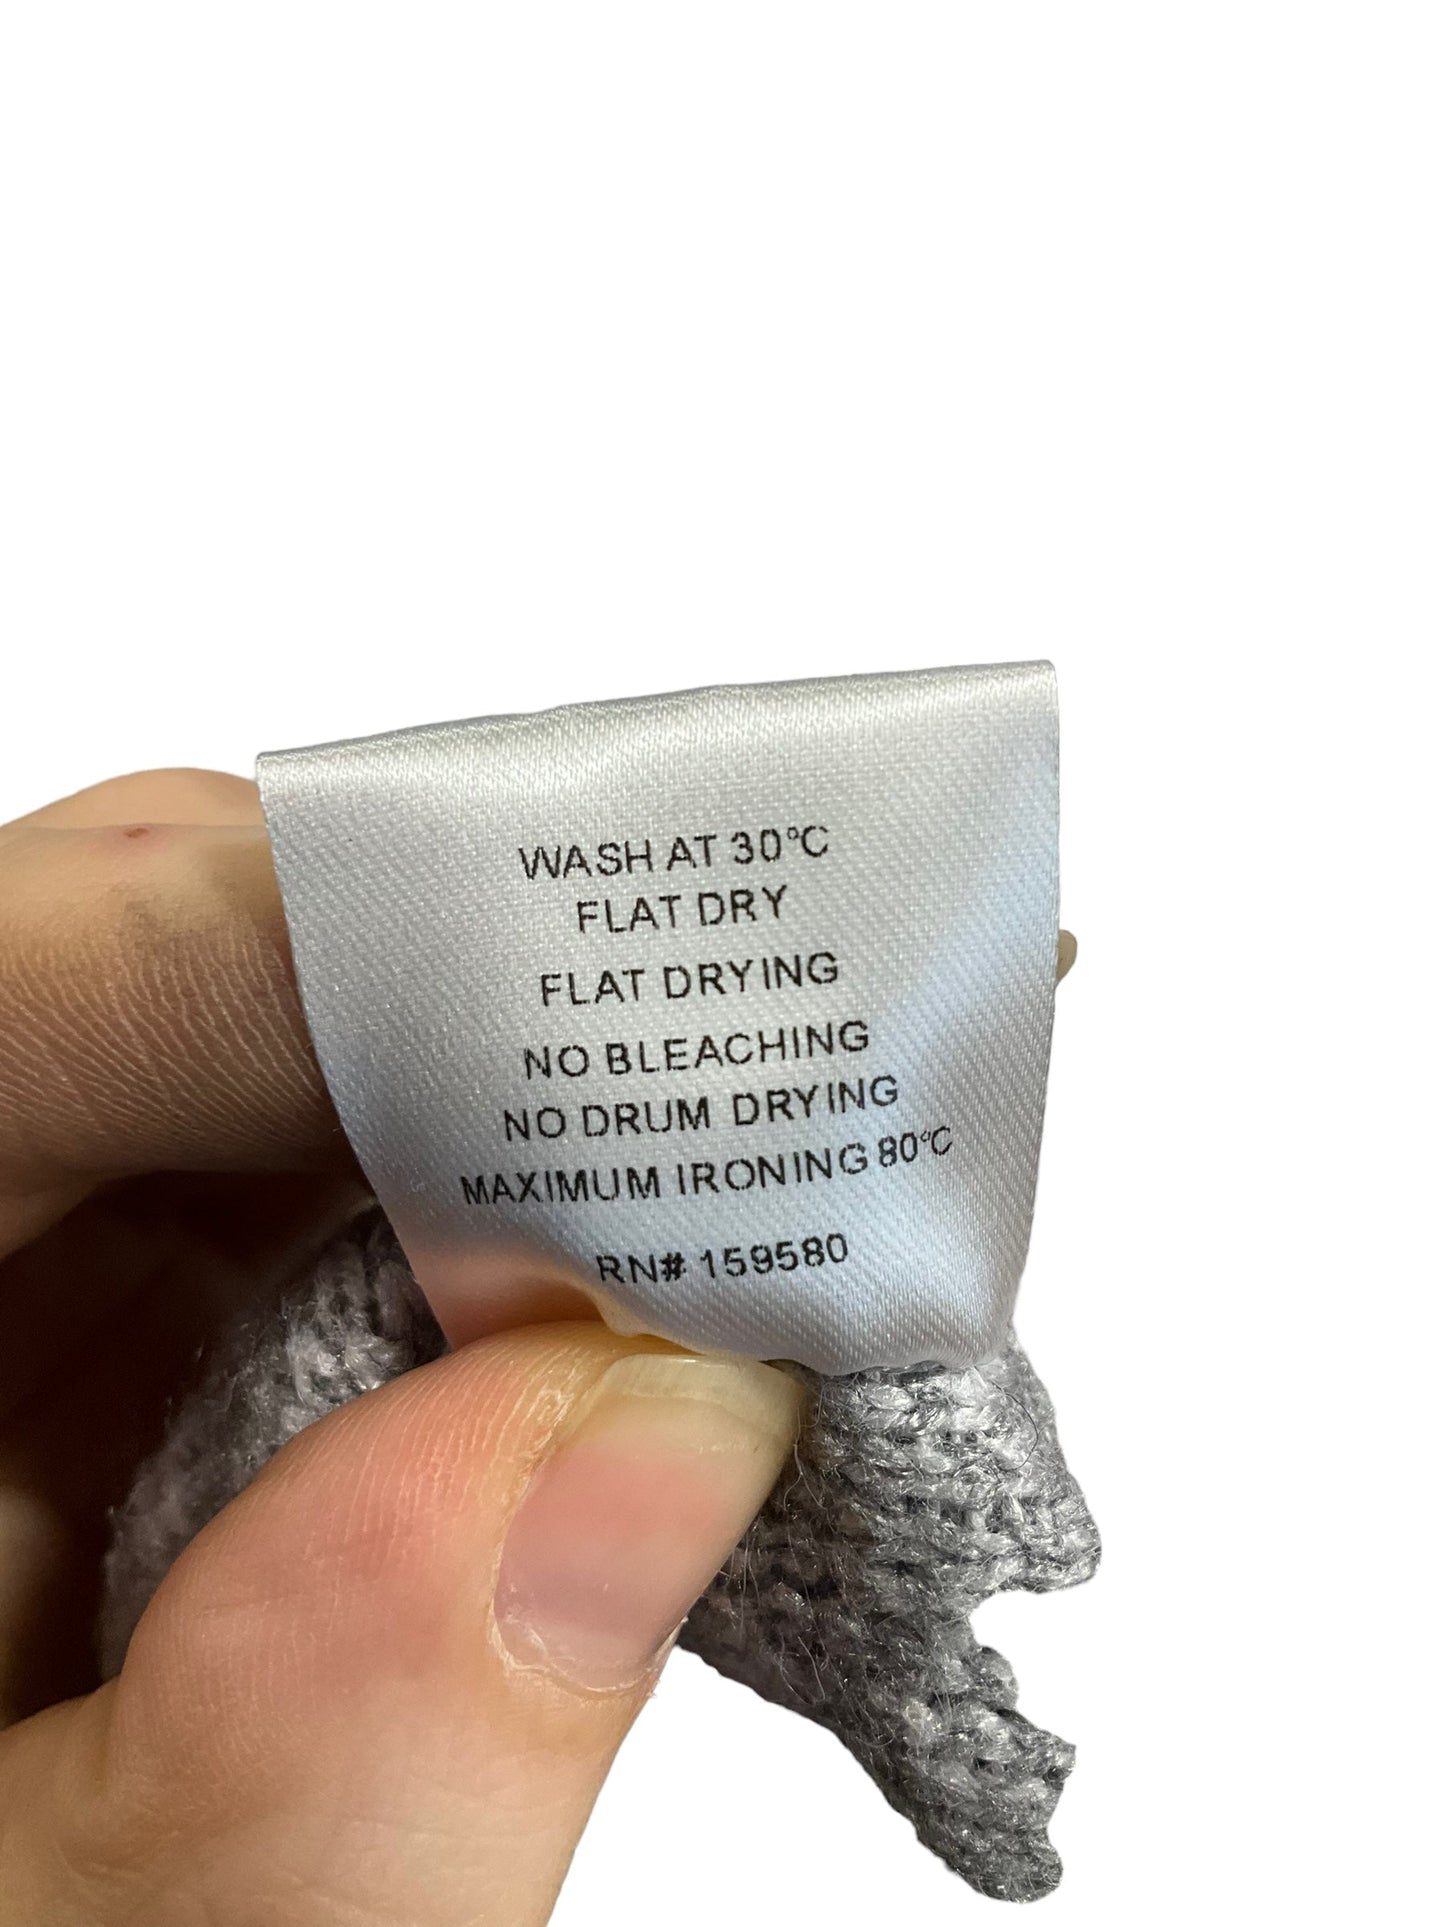 WASH AT 30°C
FLAT DRY
FLAT DRYING
NO BLEACHING
NO DRUM DRYING
MAXIMUM IRONING 80°C
RN# 159580